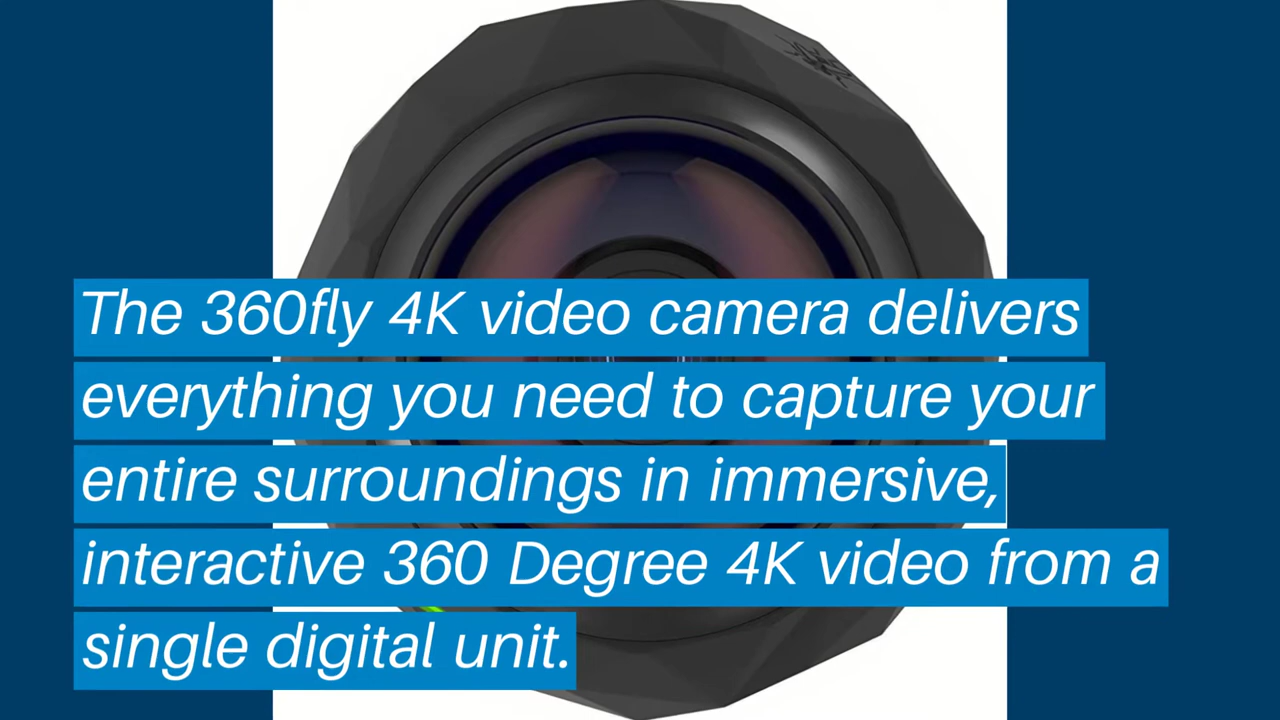 The 360fly 4K video camera delivers
everything you need to capture your
entire surroundings in immersive,
interactive 360 Degree 4K video from a
single digital unit.